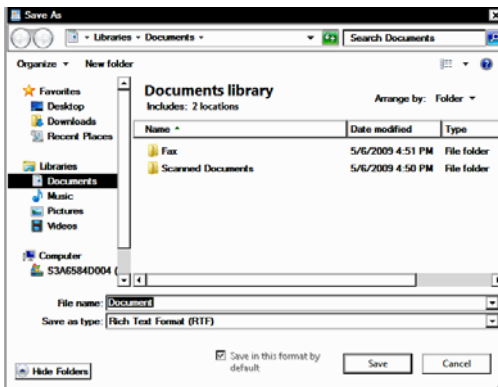 Save As
Libraries Documents
Search Documents
Organize New folder
Favorites
Desktop
Downloads
Recent Places
Libraries
Documents
Music
Pictures
Videos
Computer
S3A6584D004 (
Documents library
Includes: 2 locations
Arrange by: Folder
Name Date modified Type
Fax 5/6/2009 4:51 PM File folder
Scanned Documents 5/6/2009 4:50 PM File folder
File name: Document
Save as type: Rich Text Format (RTF)
Hide Folders
Save in this format by
default
Save Cancel